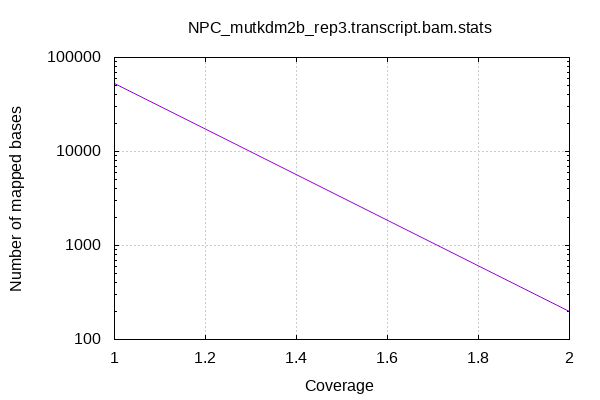 NPC_mutkdm2b_rep3.transcript.bam.stats
100000
10000
1000
100
Number of mapped bases
1 1.2 1.4 1.6 1.8 2
Coverage